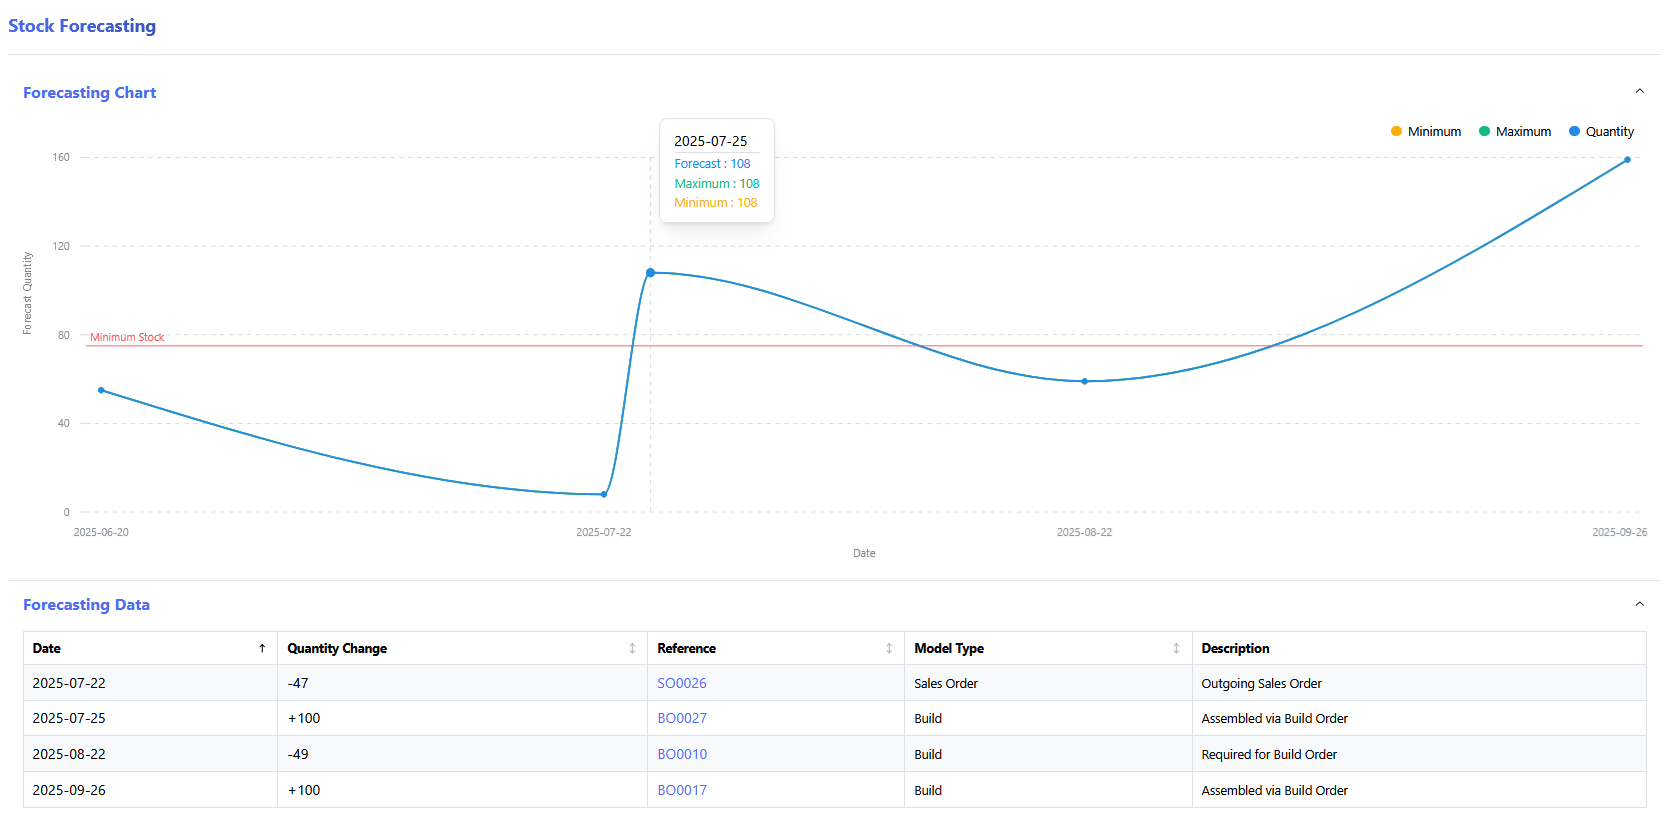 Stock Forecasting
Forecasting Chart
Minimum Maximum Quantity
2025-07-25
Forecast : 108
Maximum : 108
Minimum : 108
160
120
80
40
0
Forecast Quantity
Minimum Stock
2025-06-20 2025-07-22 2025-08-22 2025-09-26
Date
Forecasting Data
Date Quantity Change Reference Model Type Description
2025-07-22 -47 SO0026 Sales Order Outgoing Sales Order
2025-07-25 +100 BO0027 Build Assembled via Build Order
2025-08-22 -49 BO0010 Build Required for Build Order
2025-09-26 +100 BO0017 Build Assembled via Build Order